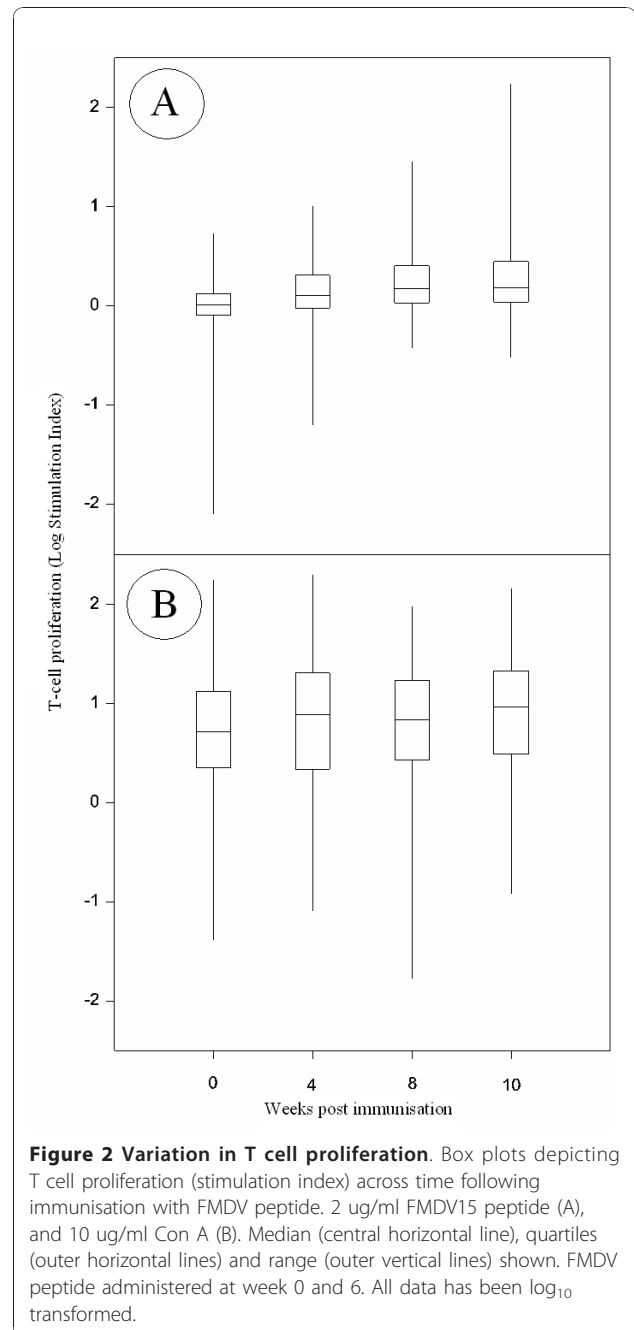 A
2
1
0
-1
-2
T-cell proliferation (Log Stimulation Index)
B
2
1
0
-1
-2
0 4 8 10
Weeks post immunisation
Figure 2 Variation in T cell proliferation. Box plots depicting
T cell proliferation (stimulation index) across time following
immunisation with FMDV peptide. 2 ug/ml FMDV15 peptide (A),
and 10 ug/ml Con A (B). Median (central horizontal line), quartiles
(outer horizontal lines) and range (outer vertical lines) shown. FMDV
peptide administered at week 0 and 6. All data has been log₁₀
transformed.